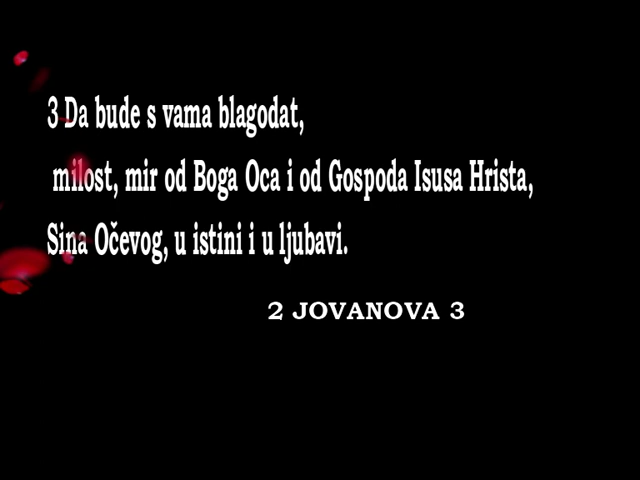 3 Da bude s vama blagodat,
milost, mir od Boga Oca i od Gospoda Isusa Hrista,
Sina Očevog, u istini i u ljubavi.
2 JOVANOVA 3